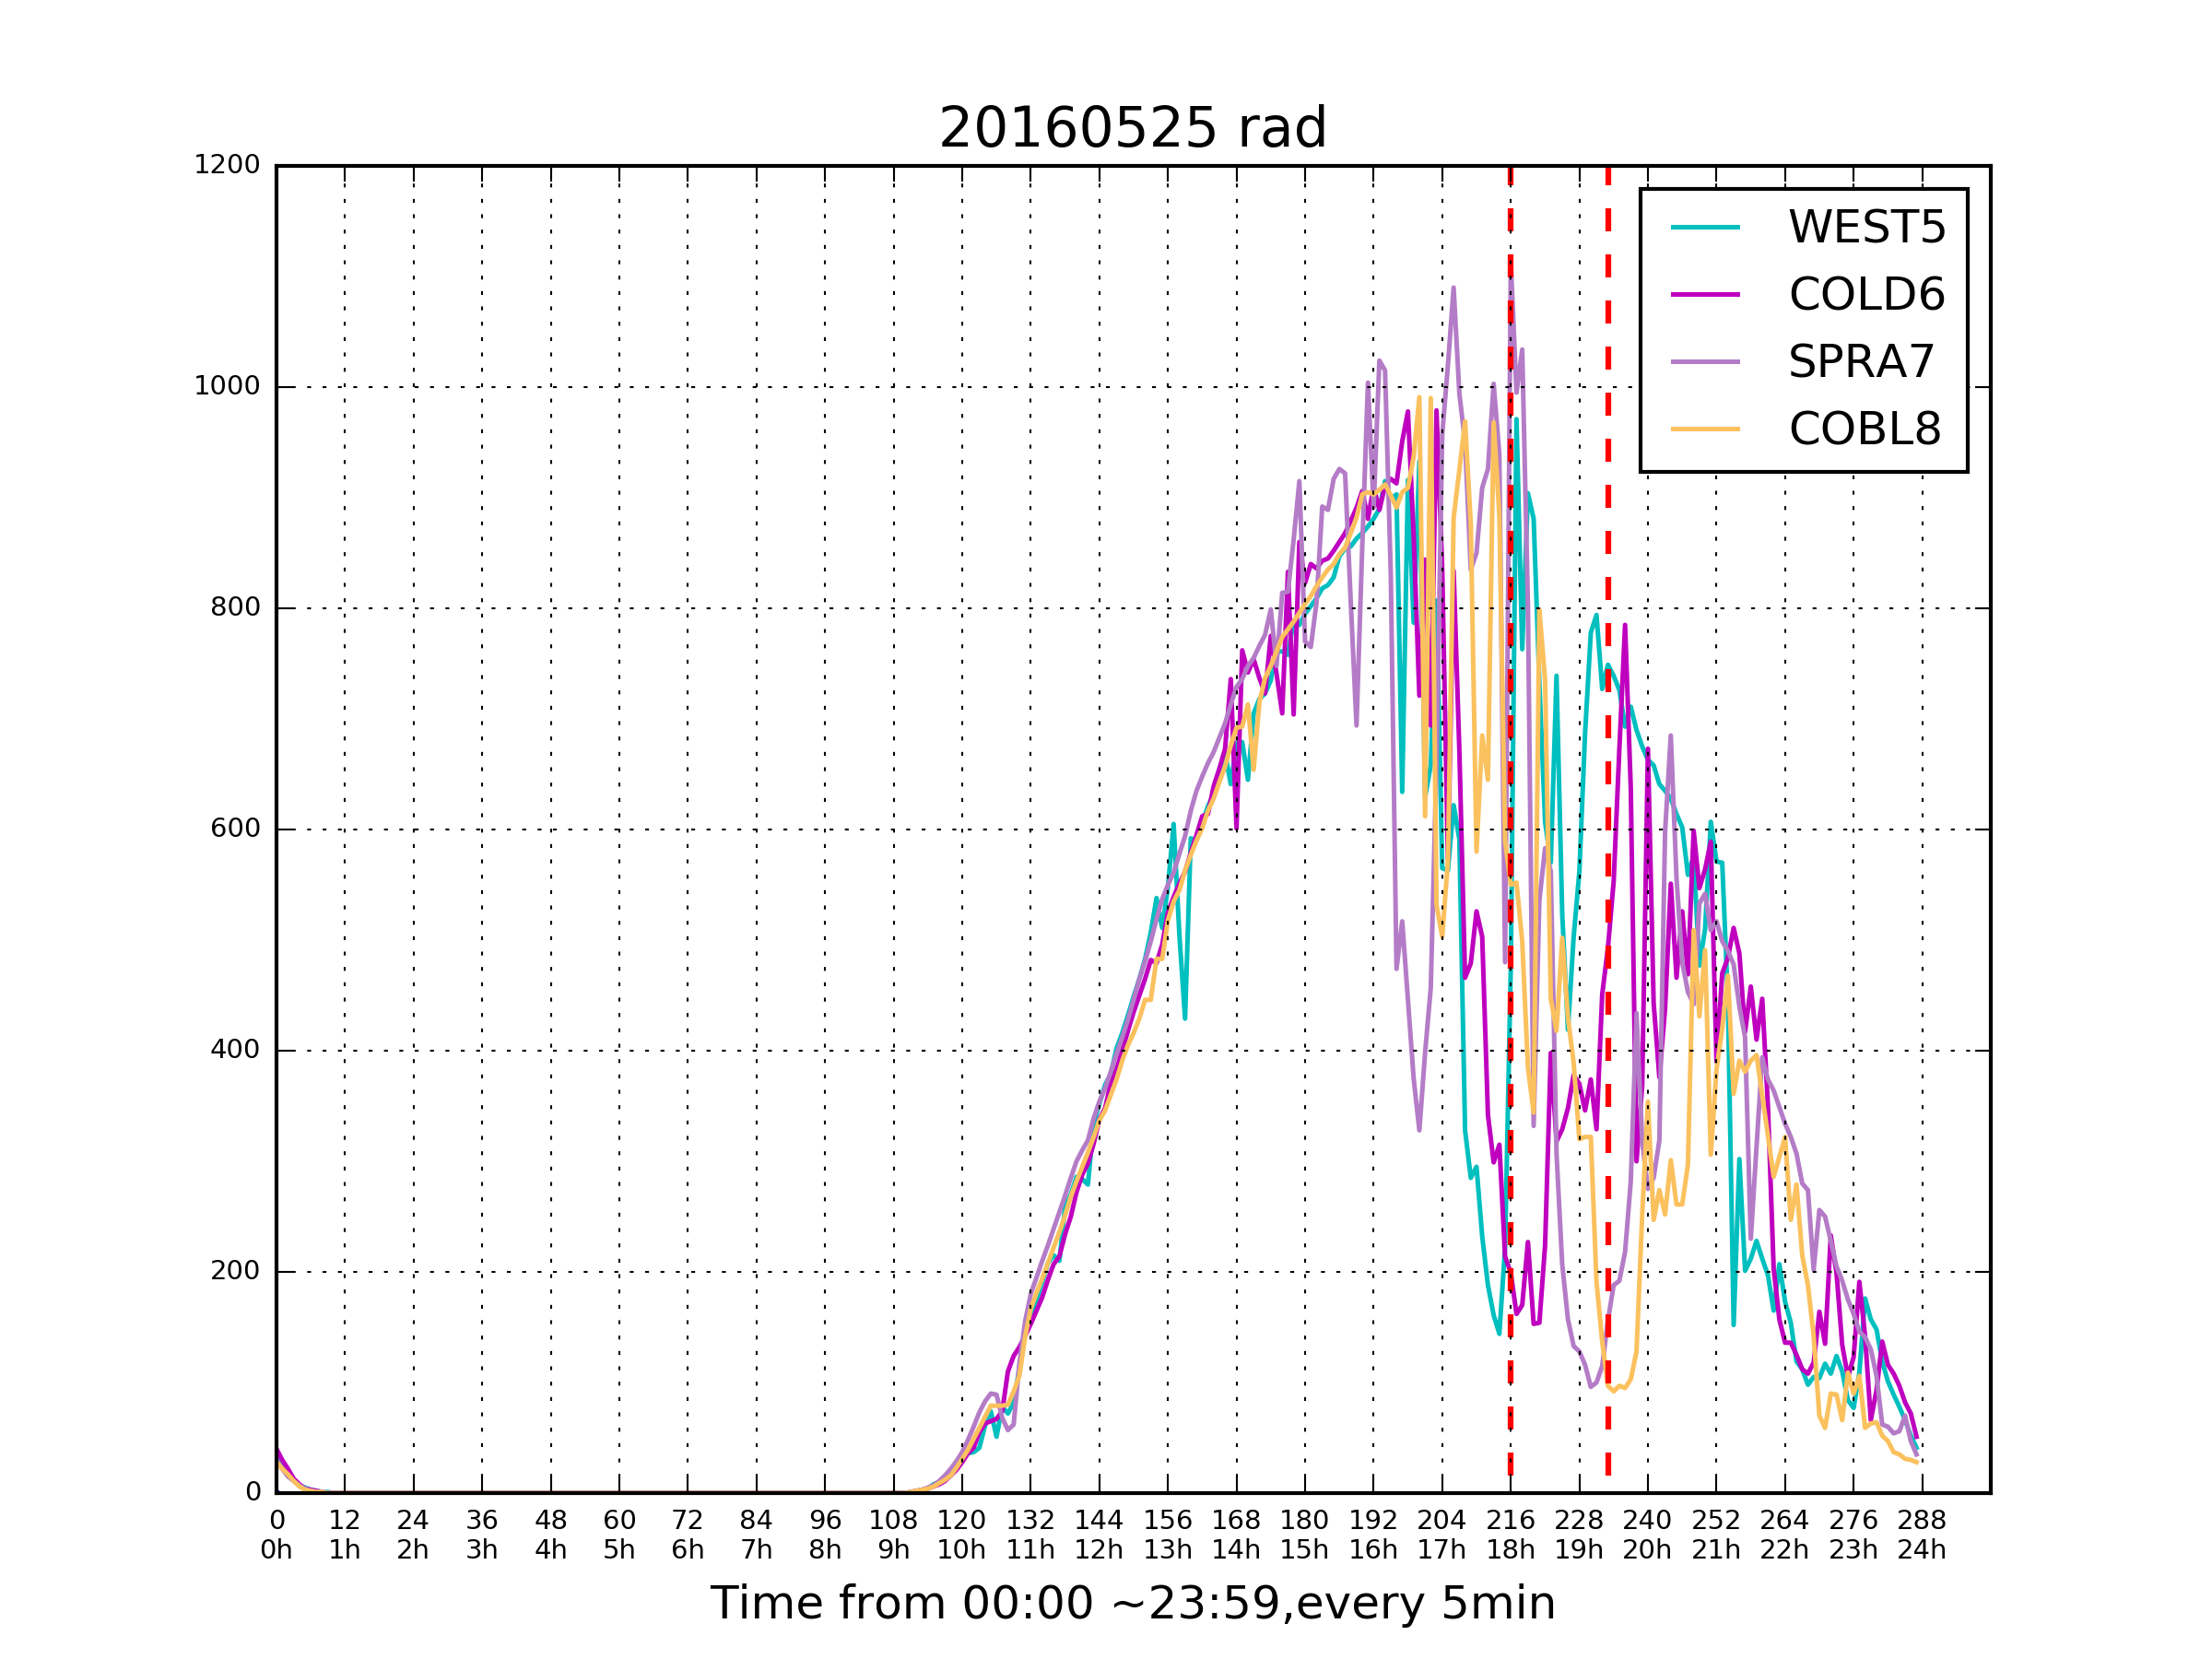 20160525 rad
1200
1000
800
600
400
200
0
WEST5
COLD6
SPRA7
COBL8
0 12 24 36 48 60 72 84 96 108 120 132 144 156 168 180 192 204 216 228 240 252 264 276 288
0h 1h 2h 3h 4h 5h 6h 7h 8h 9h 10h 11h 12h 13h 14h 15h 16h 17h 18h 19h 20h 21h 22h 23h 24h
Time from 00:00 ~23:59,every 5min